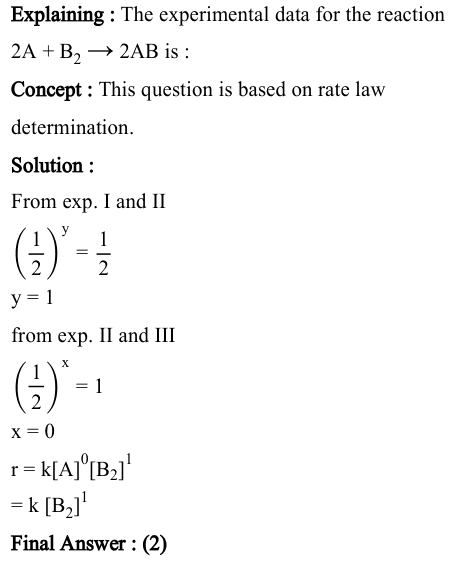 Explaining : The experimental data for the reaction
2A + B₂ → 2AB is :
Concept : This question is based on rate law
determination.
Solution :
From exp. I and II
(1/2)^y = 1/2
y = 1
from exp. II and III
(1/2)^x = 1
x = 0
r = k[A]⁰[B₂]¹
= k [B₂]¹
Final Answer : (2)